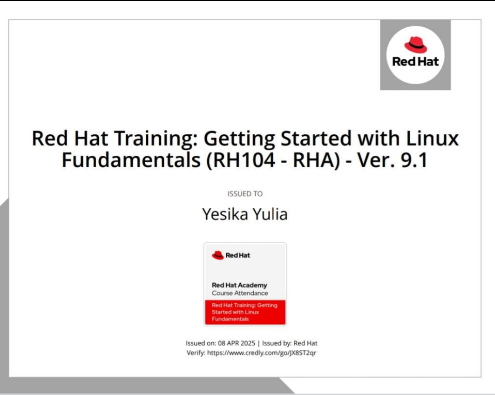 Red Hat
Red Hat Training: Getting Started with Linux
Fundamentals (RH104 - RHA) - Ver. 9.1
ISSUED TO
Yesika Yulia
Red Hat
Red Hat Academy
Course Attendance
Red Hat Training: Getting
Started with Linux
Fundamentals
Issued on: 08 APR 2025 | Issued by: Red Hat
Verify: https://www.credly.com/go/JX8ST2qr